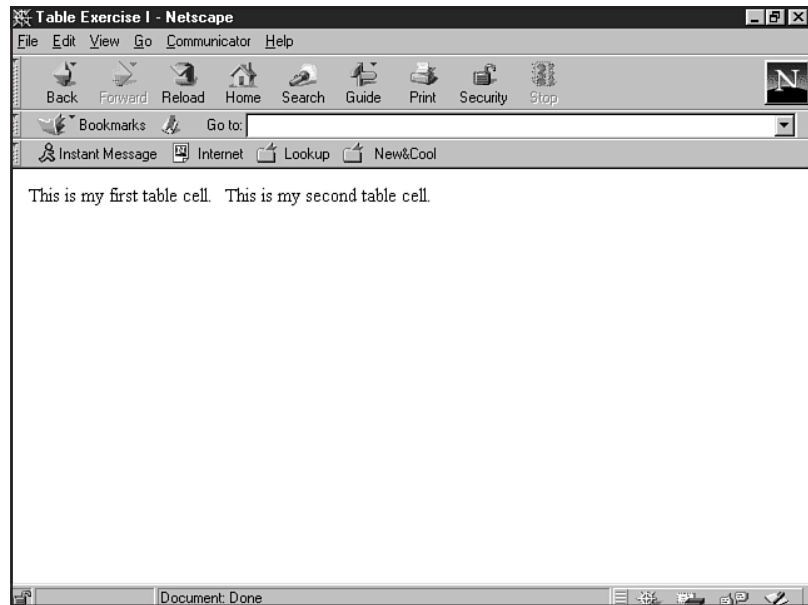 Table Exercise I - Netscape
File Edit View Go Communicator Help
Back Forward Reload Home Search Guide Print Security Stop
N
Bookmarks Go to:
Instant Message Internet Lookup New&Cool
This is my first table cell. This is my second table cell.
Document: Done